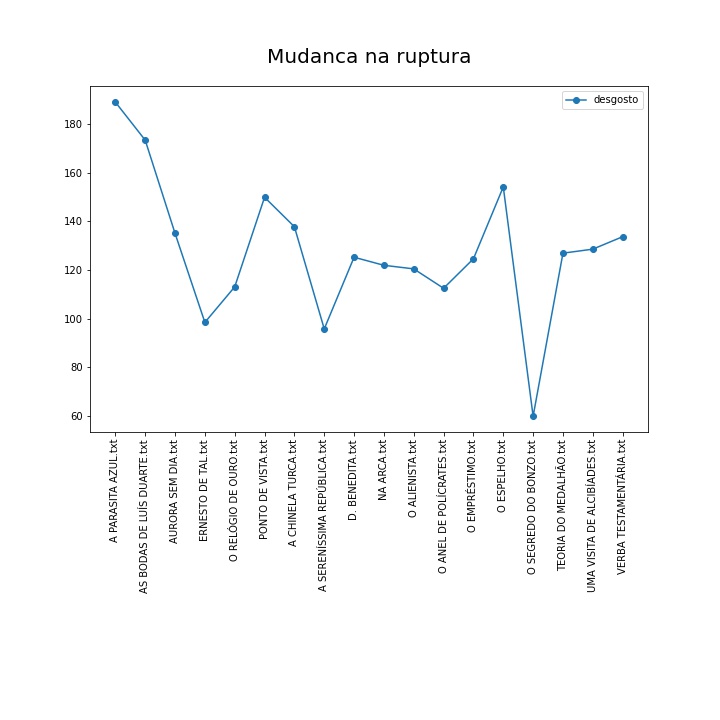 Mudanca na ruptura
desgosto
180
160
140
120
100
80
60
A PARASITA AZUL.txt
AS BODAS DE LUÍS DUARTE.txt
AURORA SEM DIA.txt
ERNESTO DE TAL.txt
O RELÓGIO DE OURO.txt
PONTO DE VISTA.txt
A CHINELA TURCA.txt
A SERENÍSSIMA REPÚBLICA.txt
D. BENEDITA.txt
NA ARCA.txt
O ALIENISTA.txt
O ANEL DE POLÍCRATES.txt
O EMPRÉSTIMO.txt
O ESPELHO.txt
O SEGREDO DO BONZO.txt
TEORIA DO MEDALHÃO.txt
UMA VISITA DE ALCIBÍADES.txt
VERBA TESTAMENTÁRIA.txt